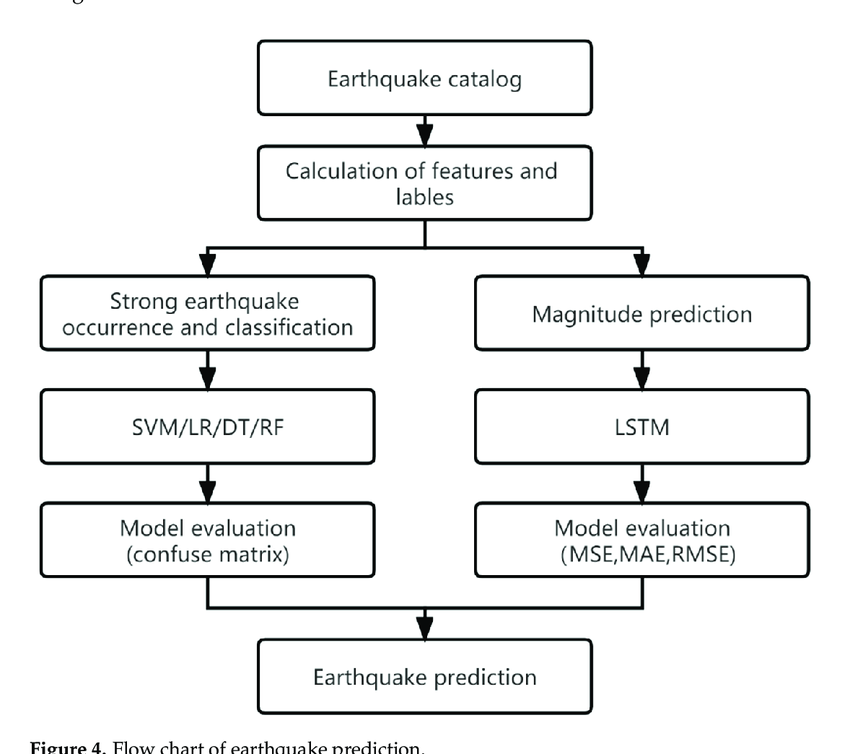 Earthquake catalog
Calculation of features and
lables
Strong earthquake
occurrence and classification
Magnitude prediction
SVM/LR/DT/RF
LSTM
Model evaluation
(confuse matrix)
Model evaluation
(MSE,MAE,RMSE)
Earthquake prediction
Figure 4. Flow chart of earthquake prediction.